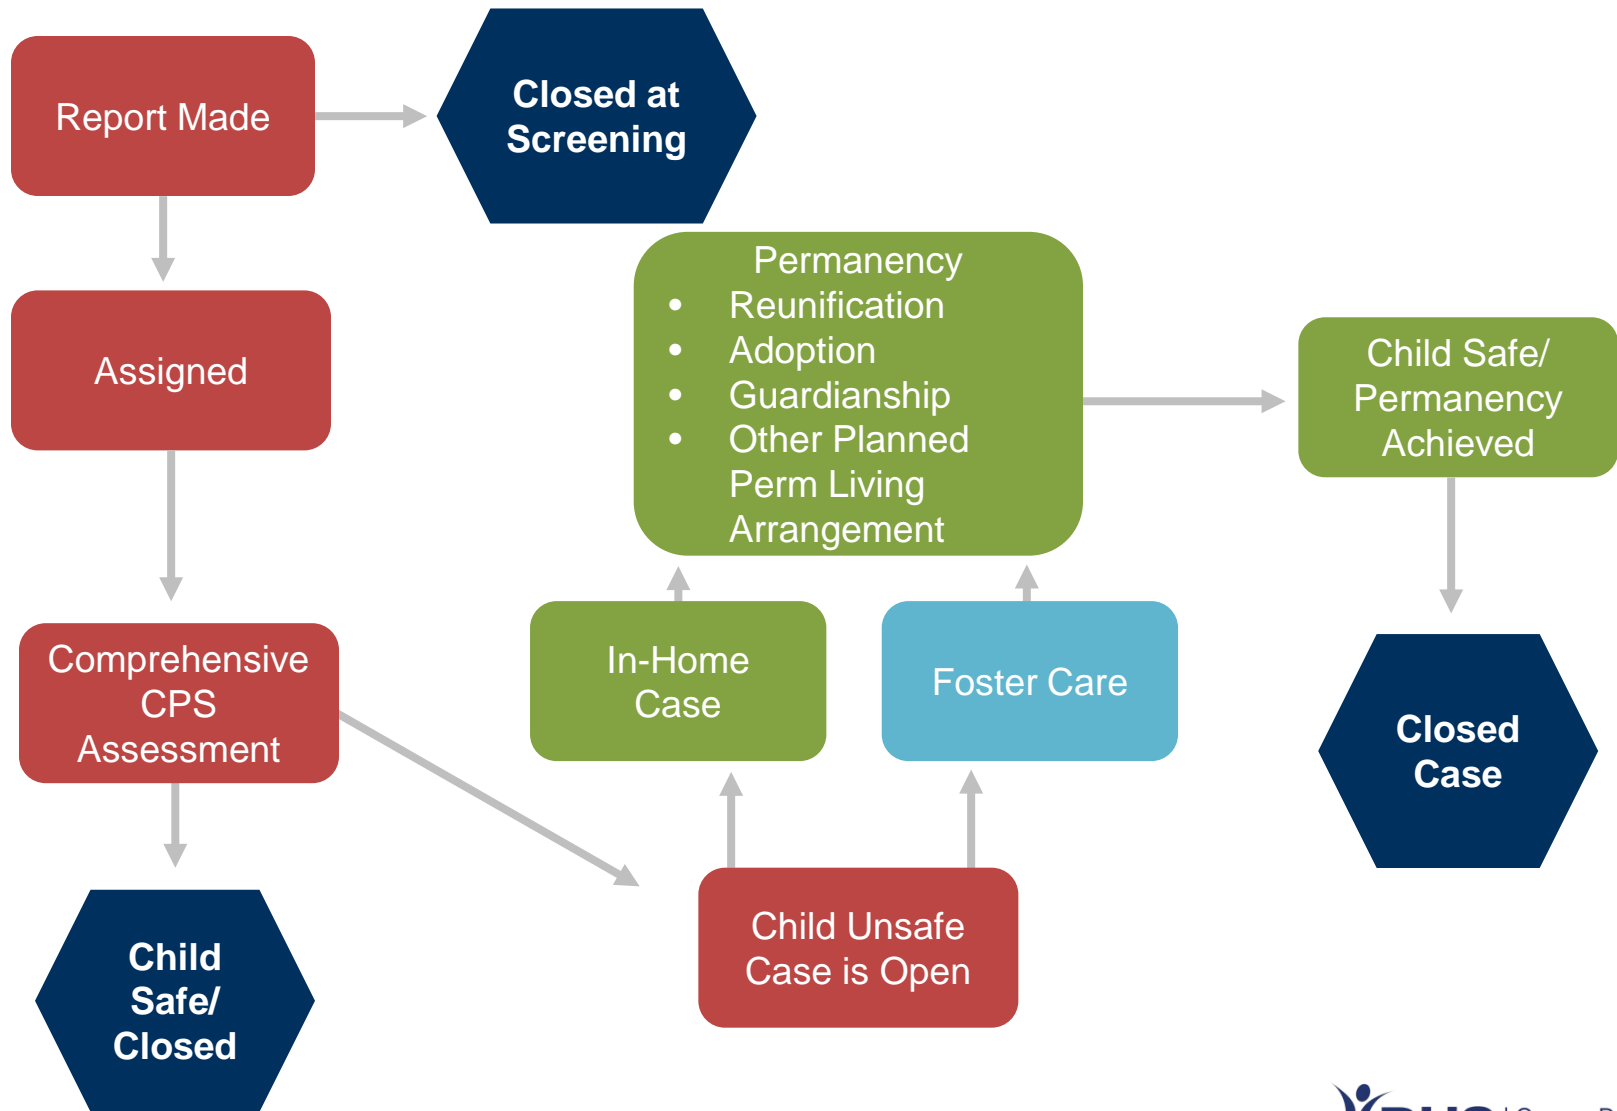 Report Made
Closed at
Screening
Assigned
Permanency
• Reunification
• Adoption
• Guardianship
• Other Planned
Perm Living
Arrangement
Child Safe/
Permanency
Achieved
Comprehensive
CPS
Assessment
In-Home
Case
Foster Care
Closed
Case
Child Unsafe
Case is Open
Child
Safe/
Closed